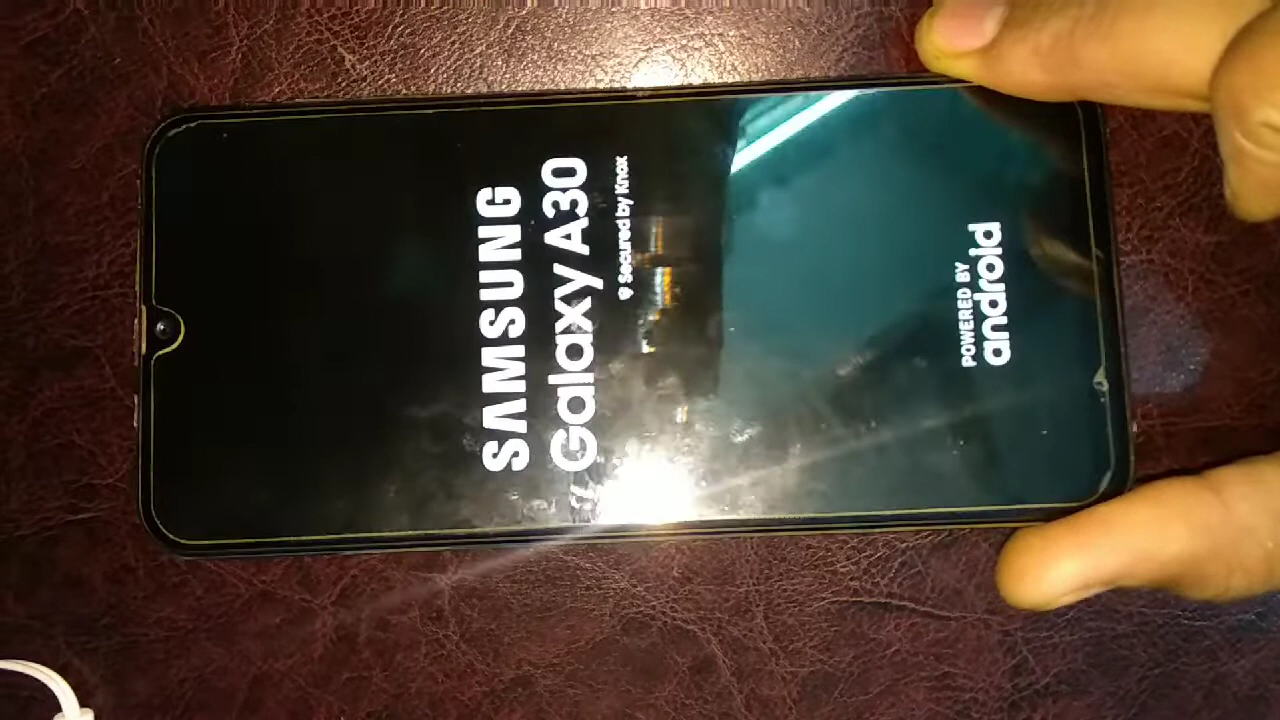 SAMSUNG
Galaxy A30
Secured by Knox
POWERED BY
android